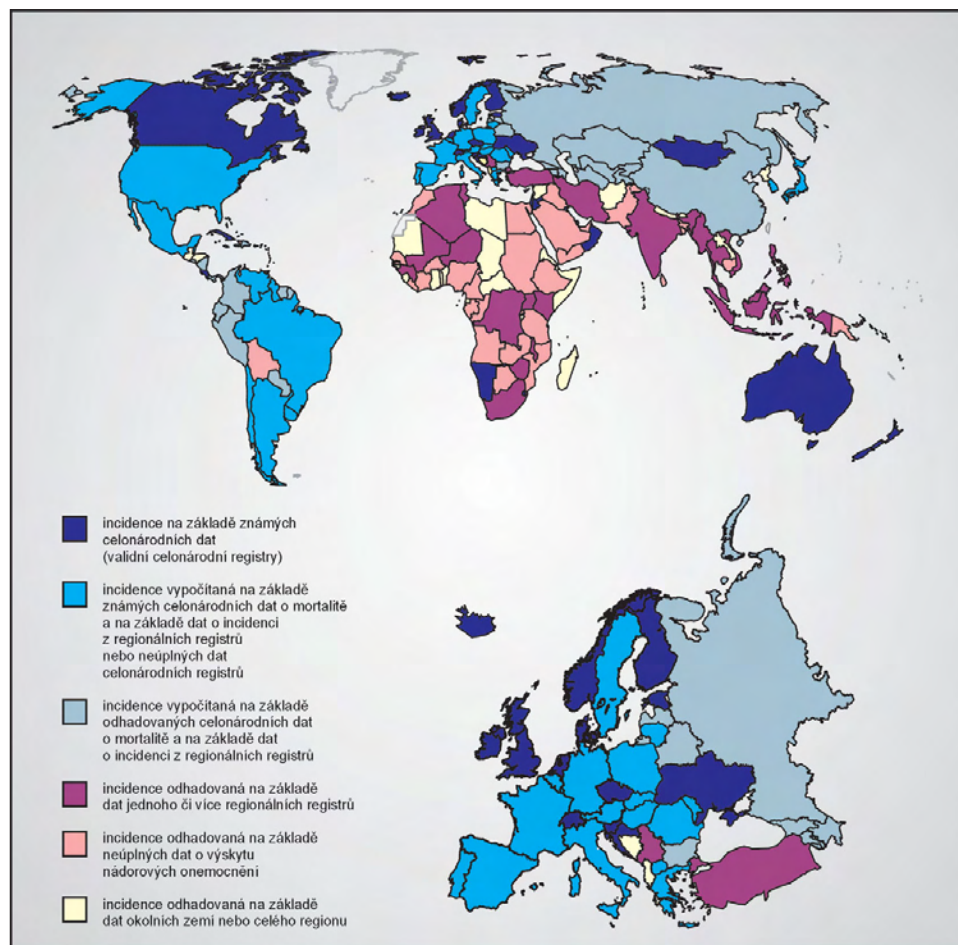 incidence na základě známých
celonárodních dat
(validní celonárodní registry)
incidence vypočítaná na základě
známých celonárodních dat o mortalitě
a na základě dat o incidenci
z regionálních registrů
nebo neúplných dat
celonárodních registrů
incidence vypočítaná na základě
odhadovaných celonárodních dat
o mortalitě a na základě dat
o incidenci z regionálních registrů
incidence odhadovaná na základě
dat jednoho či více regionálních registrů
incidence odhadovaná na základě
neúplných dat o výskytu
nádorových onemocnění
incidence odhadovaná na základě
dat okolních zemí nebo celého regionu